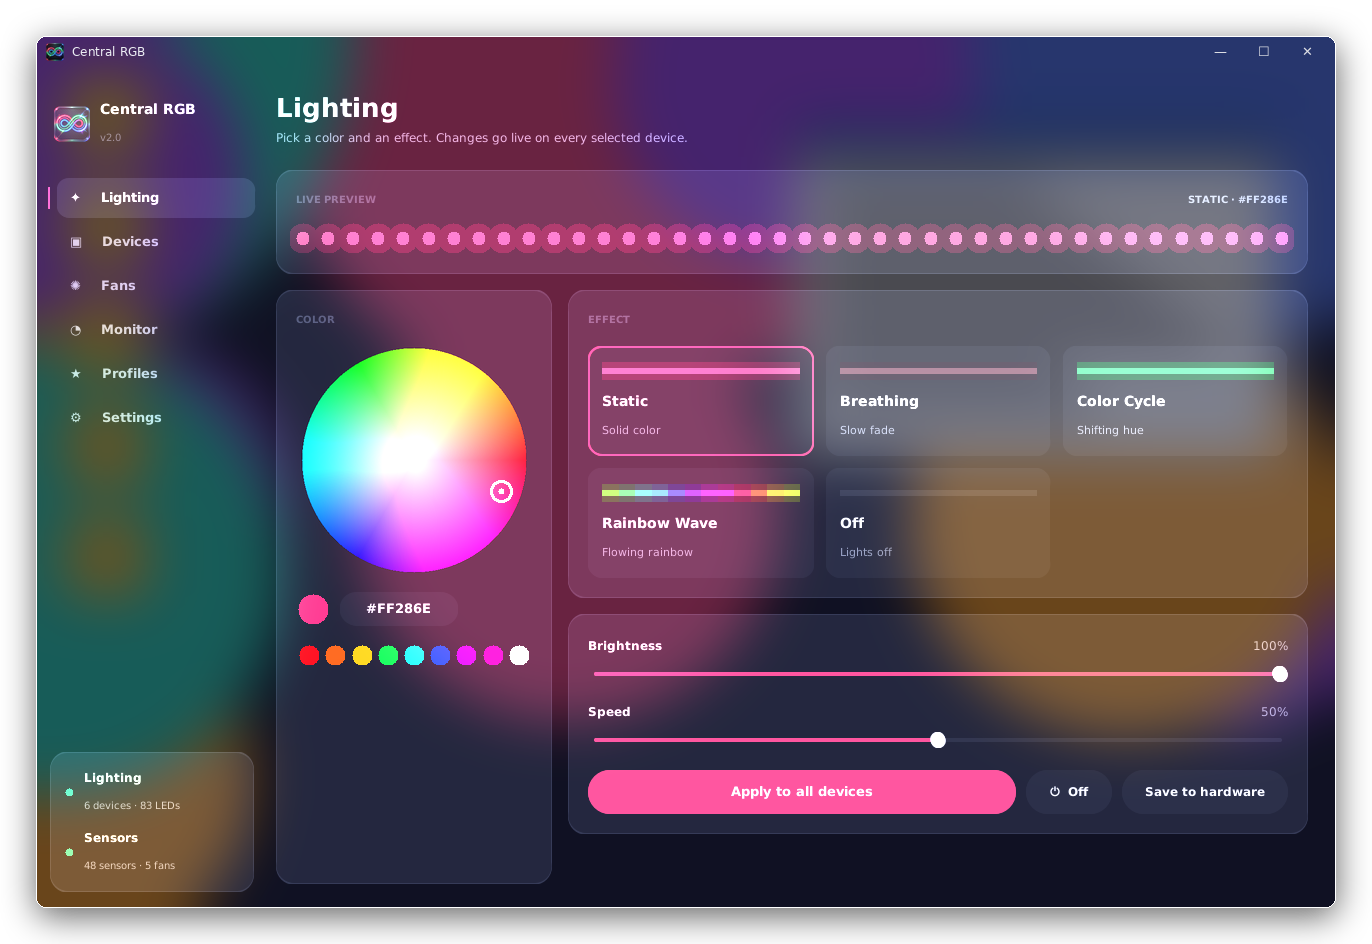 Central RGB
Central RGB
v2.0
Lighting
Devices
Fans
Monitor
Profiles
Settings
Lighting
6 devices · 83 LEDs
Sensors
48 sensors · 5 fans
Lighting
Pick a color and an effect. Changes go live on every selected device.
LIVE PREVIEW
STATIC · #FF286E
COLOR
#FF286E
EFFECT
Static
Solid color
Breathing
Slow fade
Color Cycle
Shifting hue
Rainbow Wave
Flowing rainbow
Off
Lights off
Brightness
100%
Speed
50%
Apply to all devices
Off
Save to hardware